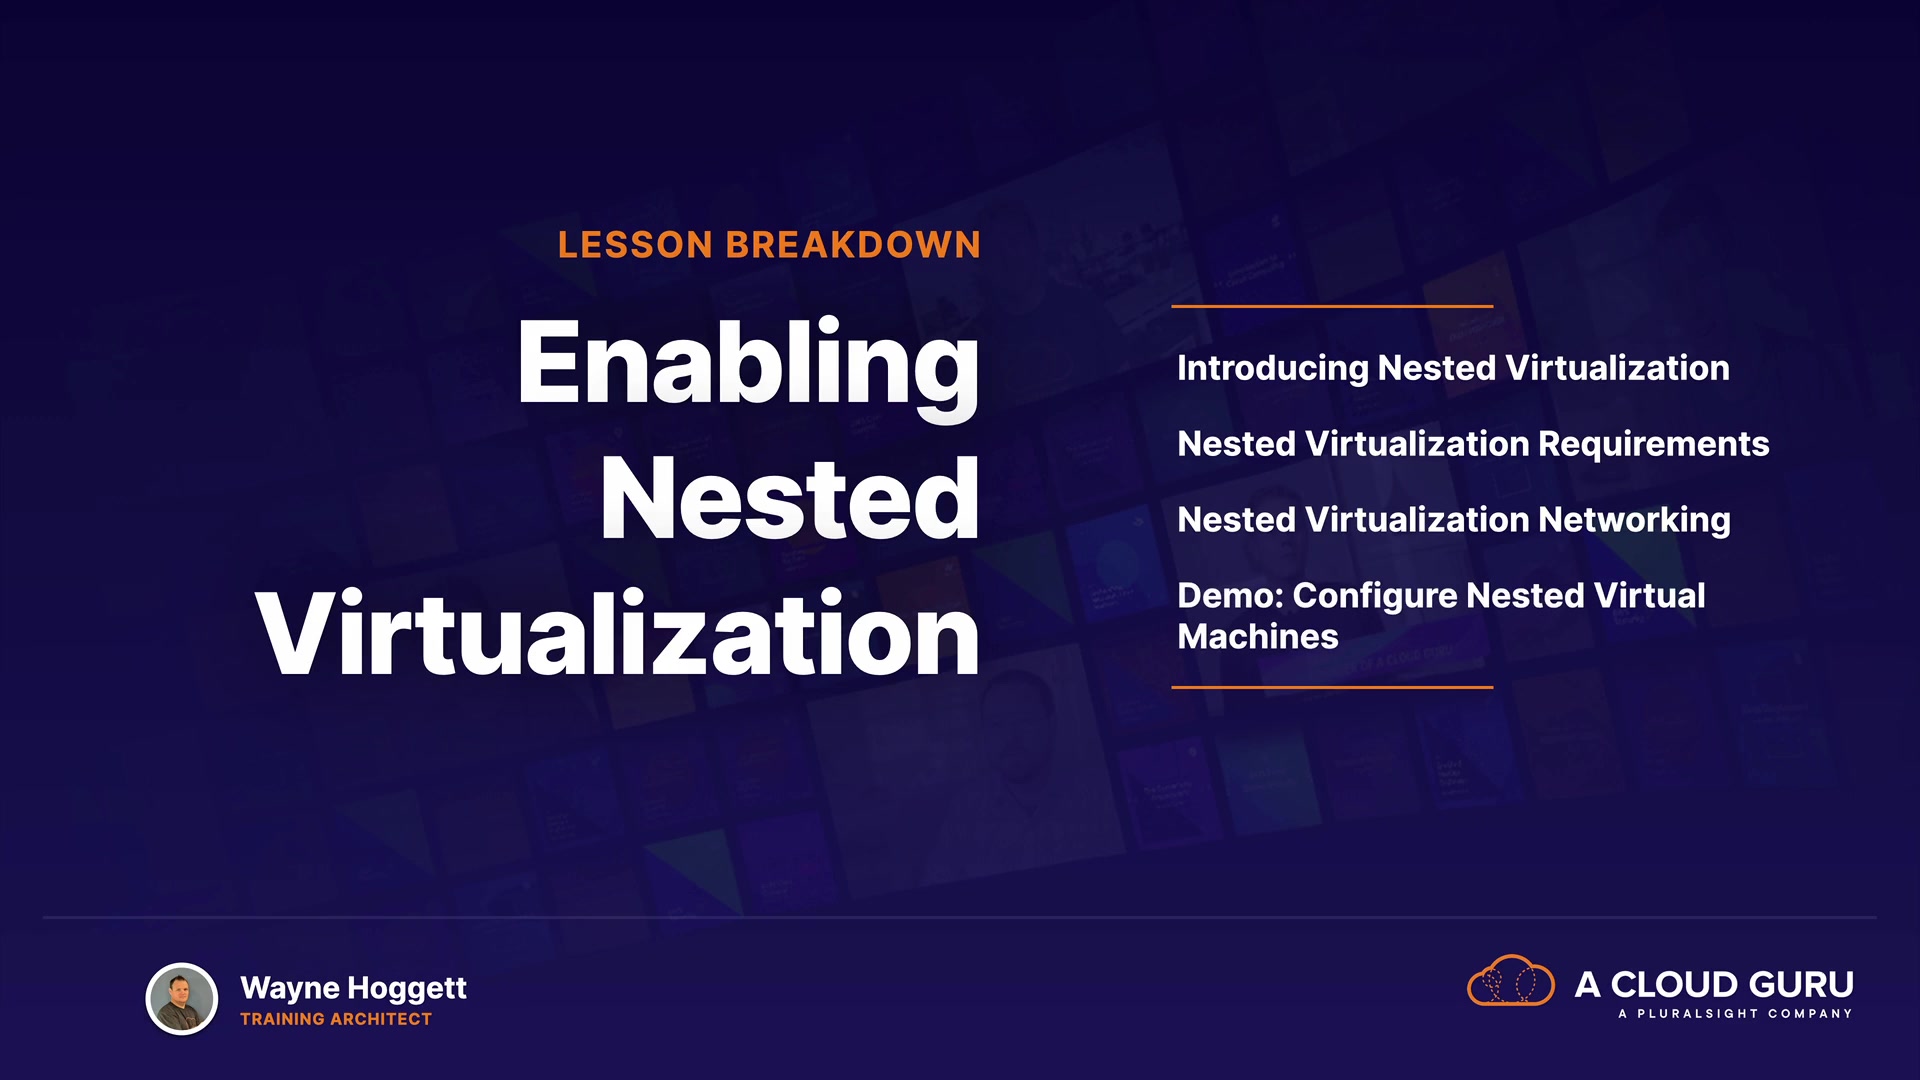 LESSON BREAKDOWN
Enabling
Nested
Virtualization
Introducing Nested Virtualization
Nested Virtualization Requirements
Nested Virtualization Networking
Demo: Configure Nested Virtual
Machines
Wayne Hoggett
TRAINING ARCHITECT
A CLOUD GURU
A PLURALSIGHT COMPANY